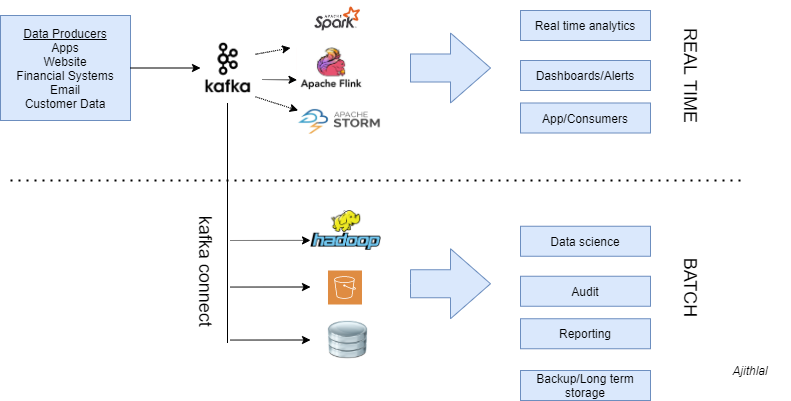 Data Producers
Apps
Website
Financial Systems
Email
Customer Data
kafka
APACHE
Spark
Apache Flink
APACHE
STORM
Real time analytics
Dashboards/Alerts
App/Consumers
REAL TIME
kafka connect
hadoop
Data science
Audit
Reporting
Backup/Long term
storage
BATCH
Ajithlal